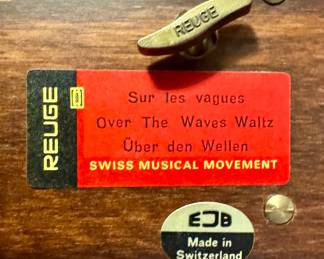 REUGE
REUGE
Sur les vagues
Over The Waves Waltz
Über den Wellen
SWISS MUSICAL MOVEMENT
EJB
Made in
Switzerland